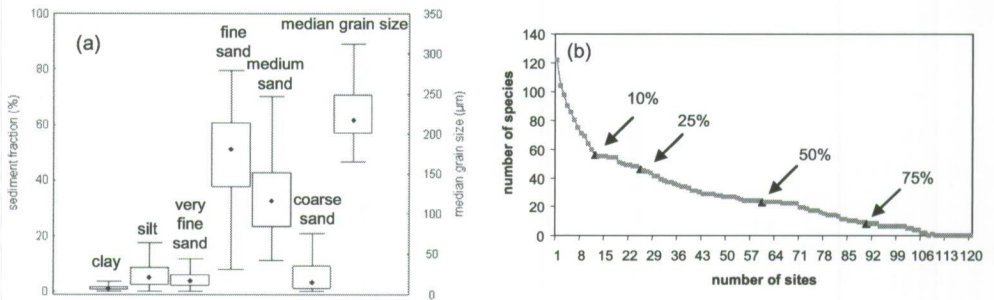 (a)
100
80
60
40
20
0
sediment fraction (%)
clay
silt
very
fine
sand
fine
sand
medium
sand
coarse
sand
median grain size
350
300
250
200
150
100
50
0
median grain size (µm)
(b)
140
120
100
80
60
40
20
0
number of species
10%
25%
50%
75%
1 8 15 22 29 36 43 50 57 64 71 78 85 92 99 106 113 120
number of sites